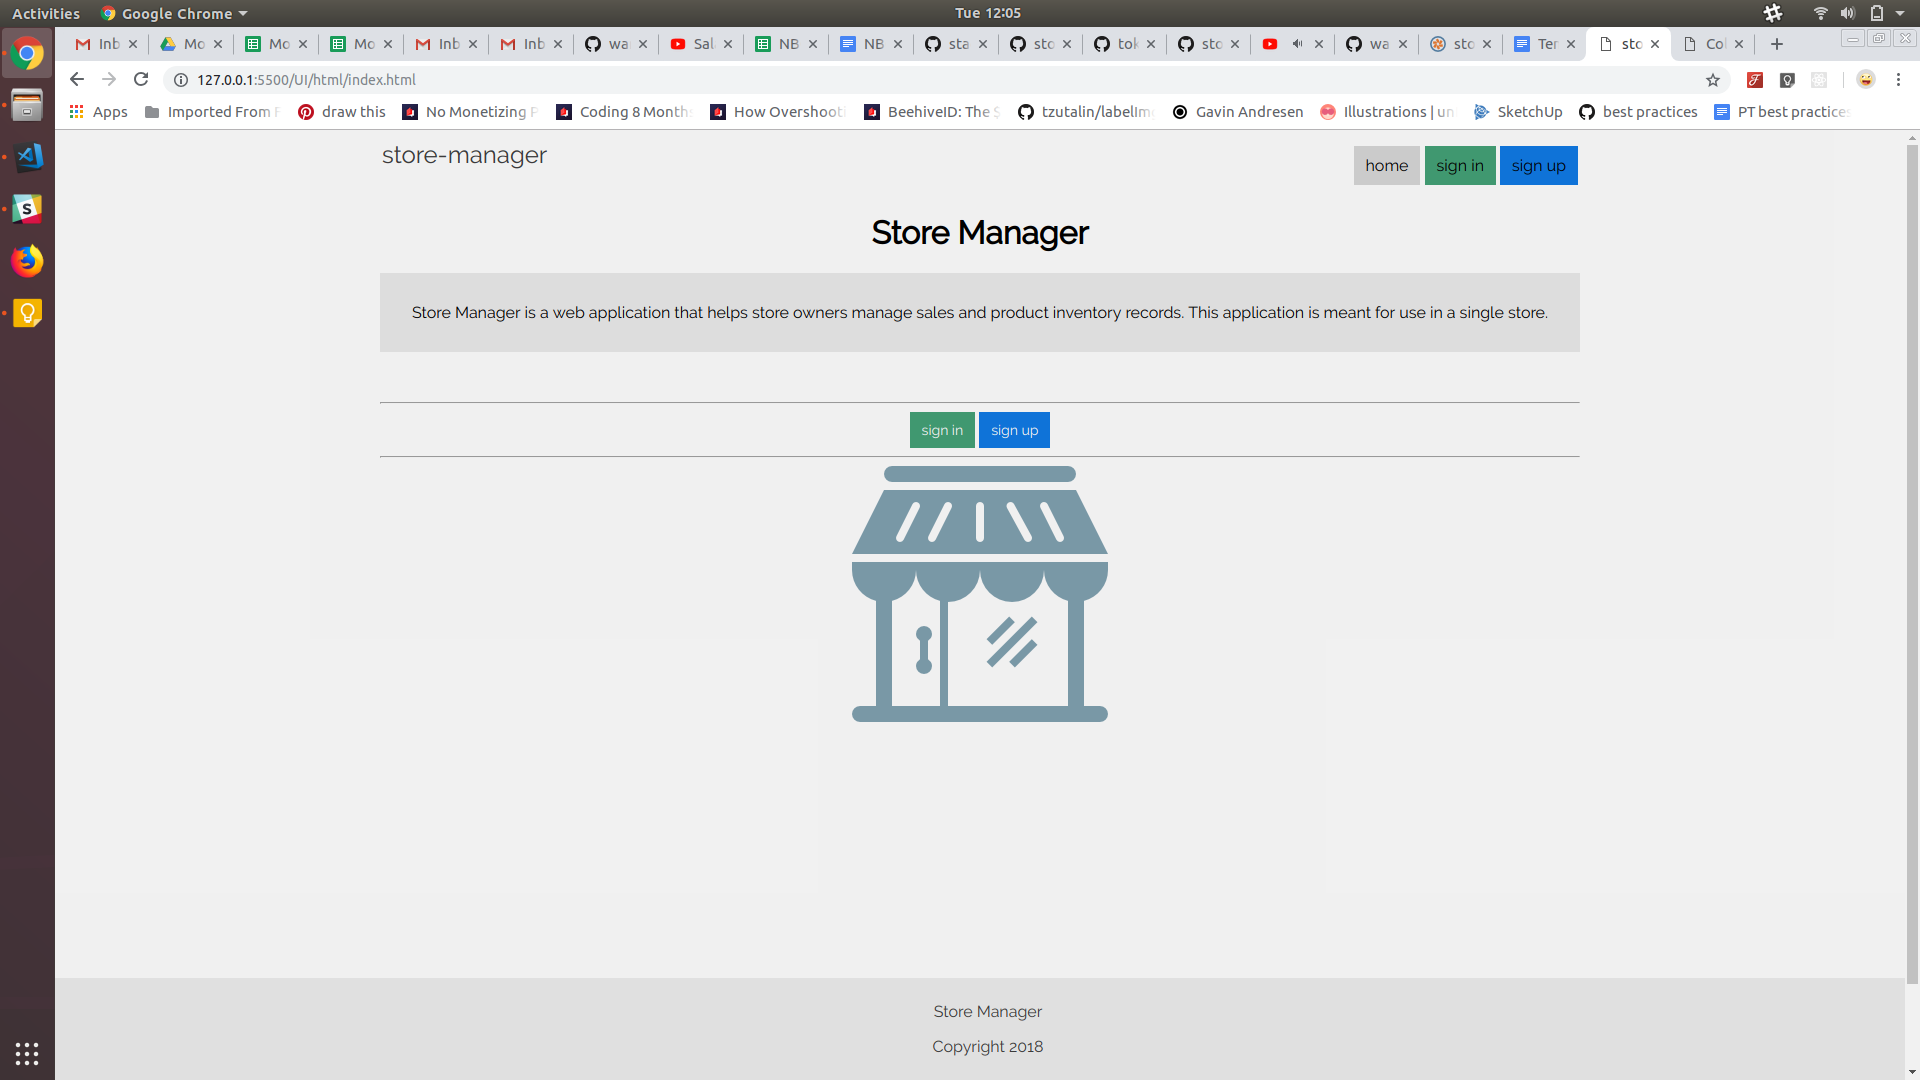 Activities Google Chrome Tue 12:05
Inb Mo Mo Mo Inb Inb wa Sal NB NB sta sto tok sto wa sto Ter sto Col
127.0.0.1:5500/UI/html/index.html
Apps Imported From F draw this No Monetizing P Coding 8 Months How Overshooti BeehiveID: The S tzutalin/labelIm Gavin Andresen Illustrations | un SketchUp best practices PT best practices
store-manager home sign in sign up
Store Manager
Store Manager is a web application that helps store owners manage sales and product inventory records. This application is meant for use in a single store.
sign in sign up
Store Manager
Copyright 2018